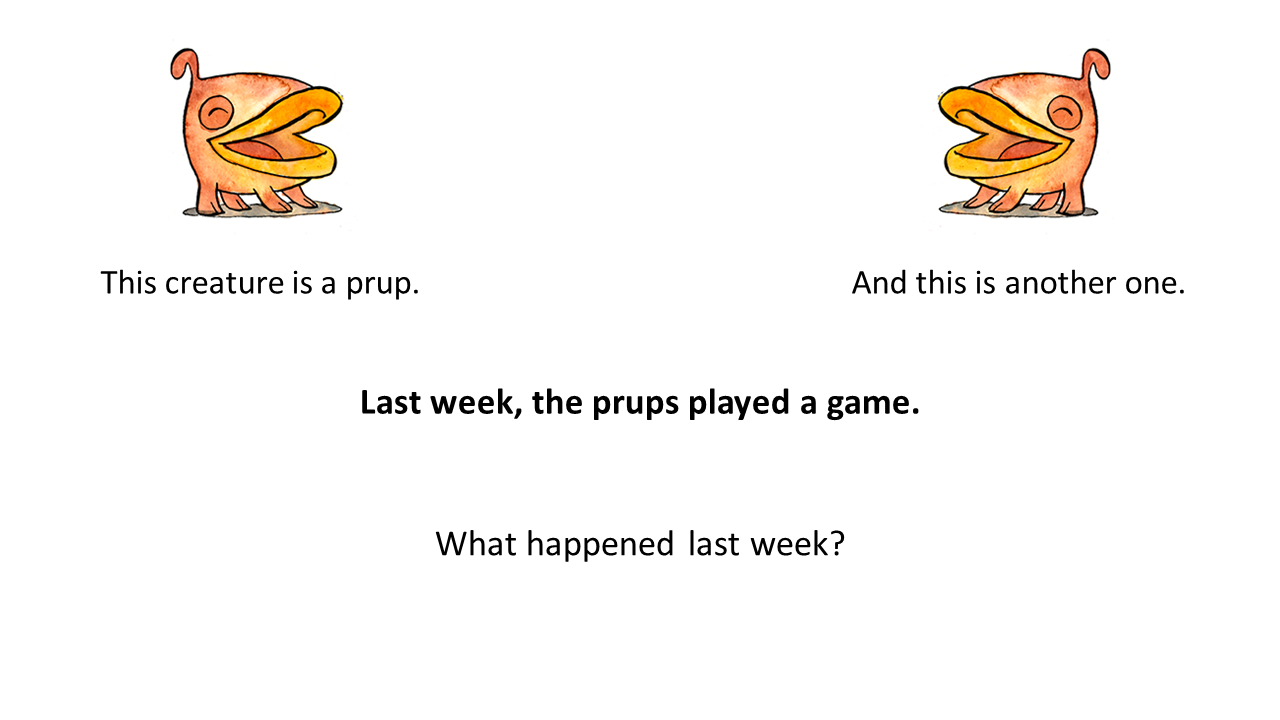 This creature is a prup.
And this is another one.
Last week, the prups played a game.
What happened last week?